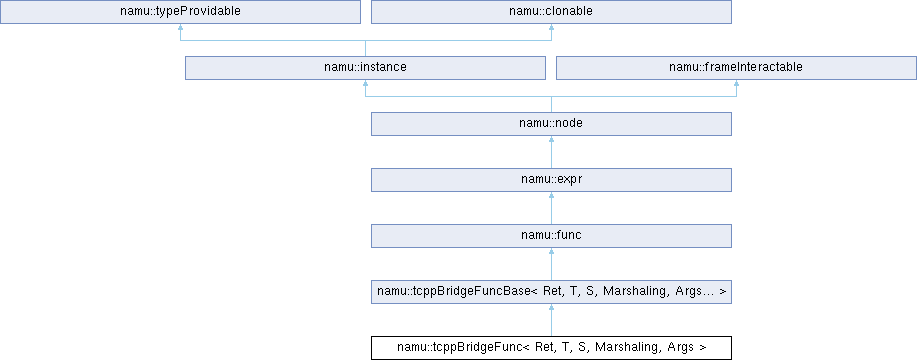 namu::typeProvidable
namu::clonable
namu::instance
namu::frameInteractable
namu::node
namu::expr
namu::func
namu::tcppBridgeFuncBase< Ret, T, S, Marshaling, Args... >
namu::tcppBridgeFunc< Ret, T, S, Marshaling, Args >